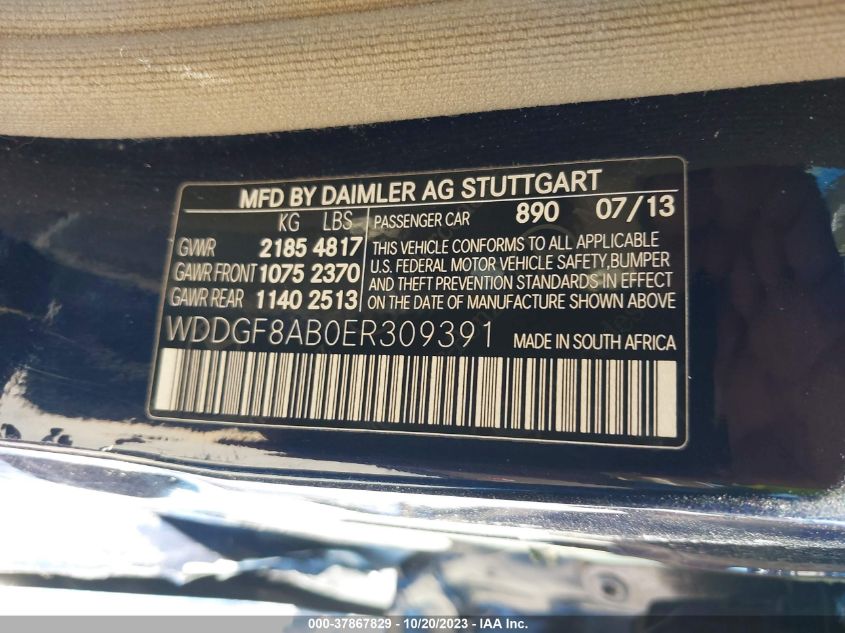 MFD BY DAIMLER AG STUTTGART
KG LBS
GVWR 2185 4817
GAWR FRONT 1075 2370
GAWR REAR 1140 2513
PASSENGER CAR 890 07/13
THIS VEHICLE CONFORMS TO ALL APPLICABLE
U.S. FEDERAL MOTOR VEHICLE SAFETY,BUMPER
AND THEFT PREVENTION STANDARDS IN EFFECT
ON THE DATE OF MANUFACTURE SHOWN ABOVE
WDDGF8AB0ER309391 MADE IN SOUTH AFRICA
000-37867829 / 10/20/2023 - IAA Inc.